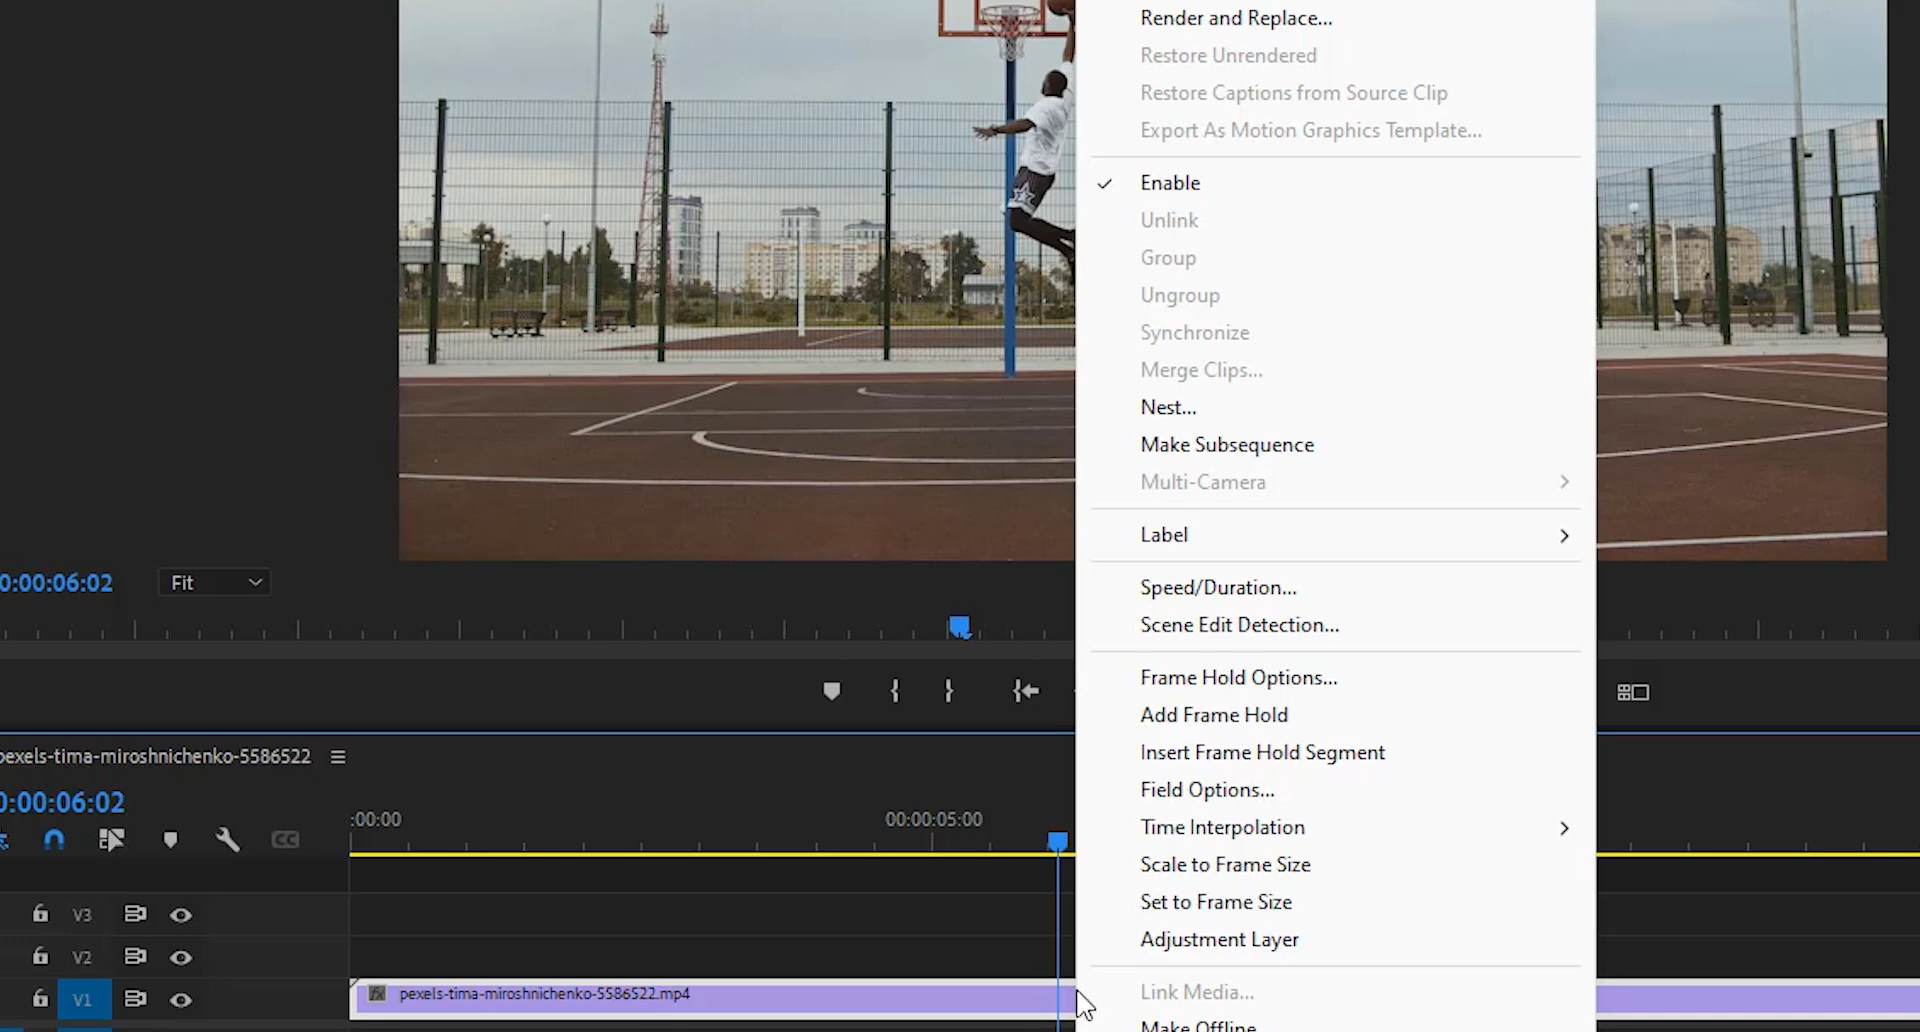 Render and Replace...
Restore Unrendered
Restore Captions from Source Clip
Export As Motion Graphics Template...
Enable
Unlink
Group
Ungroup
Synchronize
Merge Clips...
Nest...
Make Subsequence
Multi-Camera
Label
Speed/Duration...
Scene Edit Detection...
Frame Hold Options...
Add Frame Hold
Insert Frame Hold Segment
Field Options...
Time Interpolation
Scale to Frame Size
Set to Frame Size
Adjustment Layer
Link Media...
Make Offline
0:00:06:02
Fit
pexels-tima-miroshnichenko-5586522
0:00:06:02
:00:00
00:00:05:00
CC
V3
V2
V1
fx
pexels-tima-miroshnichenko-5586522.mp4